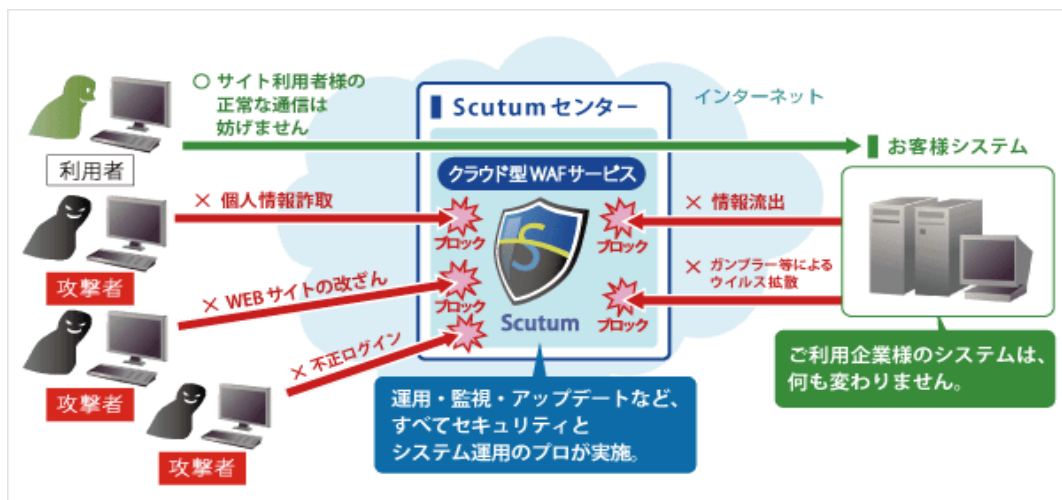 ○ サイト利用者様の
正常な通信は
妨げません
利用者
Scutumセンター
インターネット
お客様システム
クラウド型WAFサービス
× 個人情報詐取
ブロック
ブロック
× 情報流出
攻撃者
× WEBサイトの改ざん
ブロック
ブロック
× ガンブラー等による
ウイルス拡散
Scutum
攻撃者
× 不正ログイン
攻撃者
運用・監視・アップデートなど、
すべてセキュリティと
システム運用のプロが実施。
ご利用企業様のシステムは、
何も変わりません。